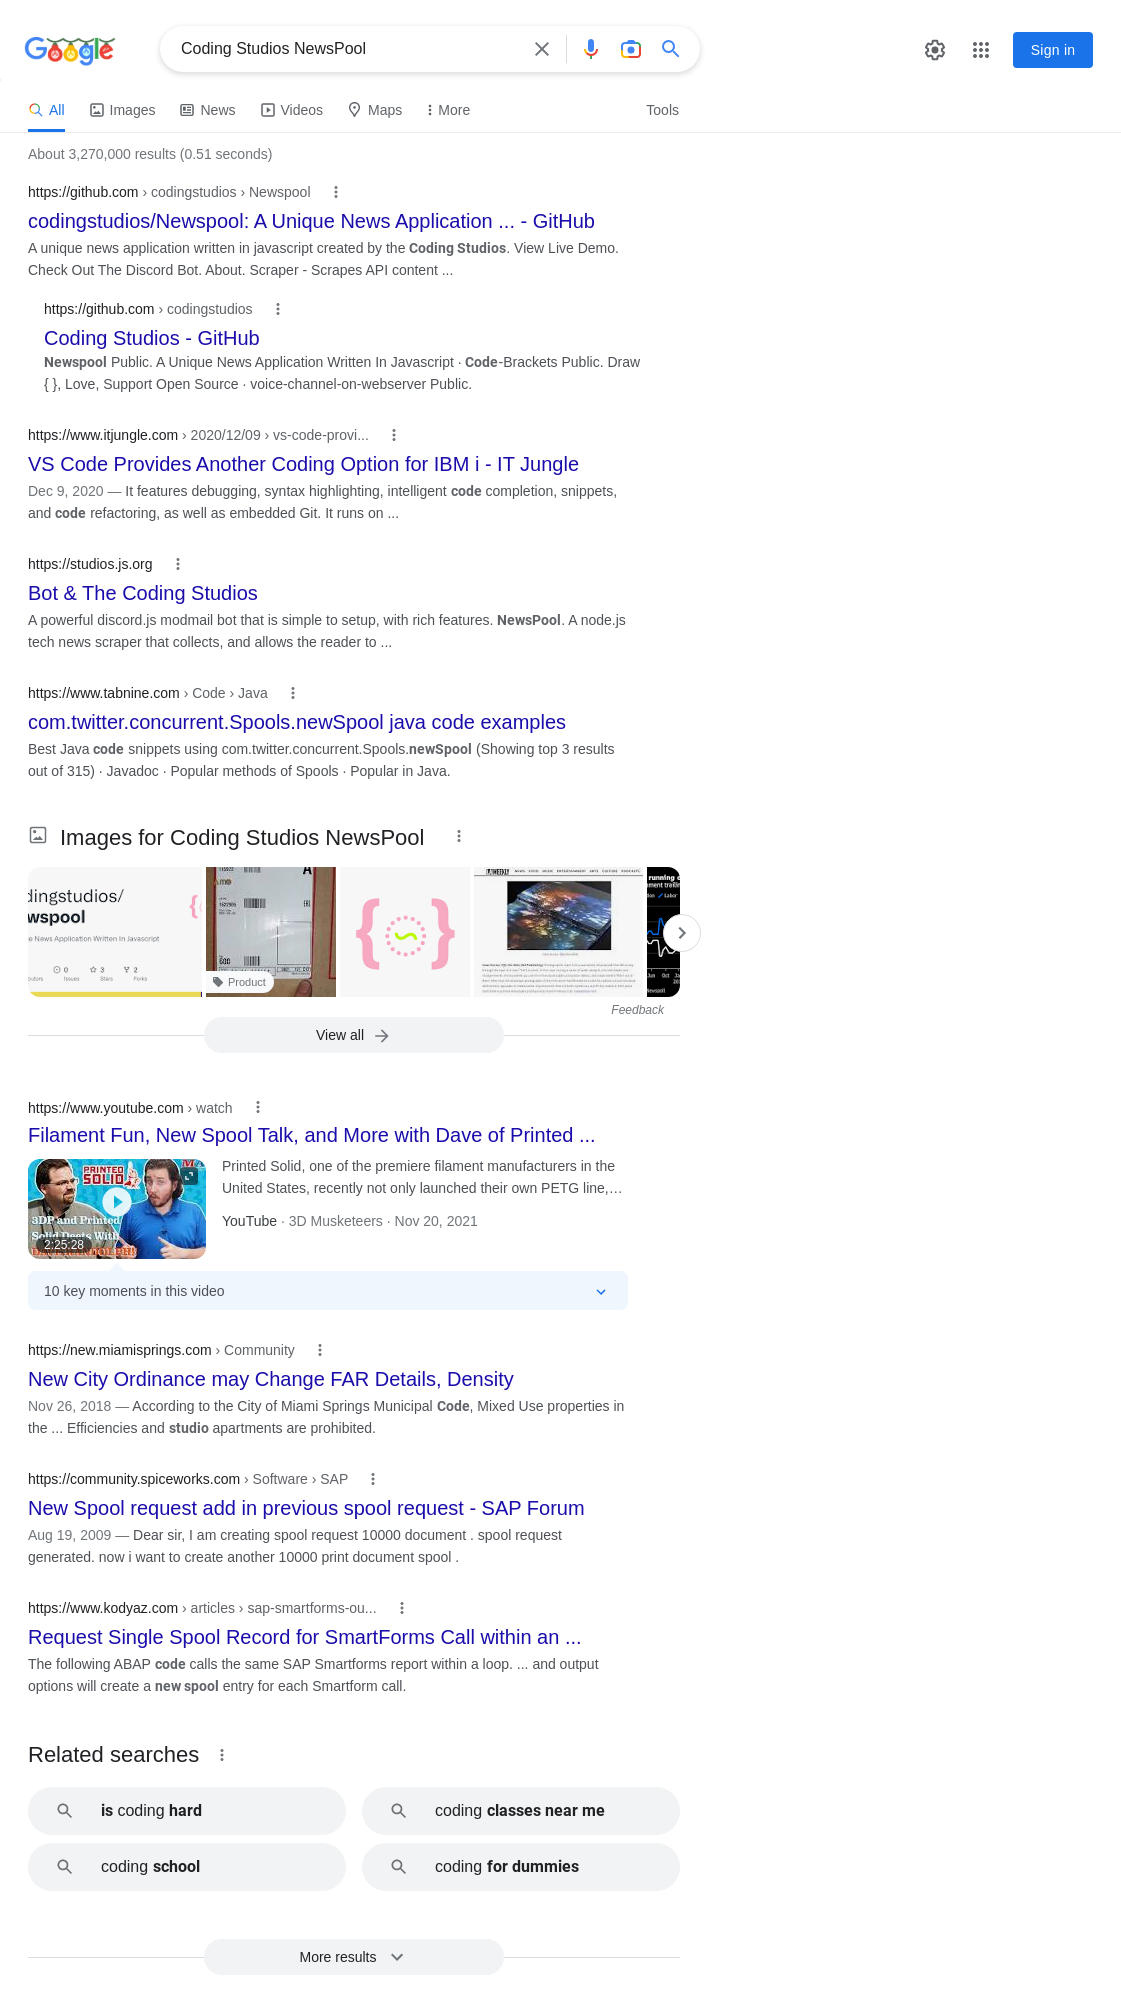 Google
Coding Studios NewsPool
Sign in
All
Images
News
Videos
Maps
More
Tools
About 3,270,000 results (0.51 seconds)
https://github.com › codingstudios › Newspool
codingstudios/Newspool: A Unique News Application ... - GitHub
A unique news application written in javascript created by the Coding Studios. View Live Demo.
Check Out The Discord Bot. About. Scraper - Scrapes API content ...
https://github.com › codingstudios
Coding Studios - GitHub
Newspool Public. A Unique News Application Written In Javascript · Code-Brackets Public. Draw
{ }, Love, Support Open Source · voice-channel-on-webserver Public.
https://www.itjungle.com › 2020/12/09 › vs-code-provi...
VS Code Provides Another Coding Option for IBM i - IT Jungle
Dec 9, 2020 — It features debugging, syntax highlighting, intelligent code completion, snippets,
and code refactoring, as well as embedded Git. It runs on ...
https://studios.js.org
Bot & The Coding Studios
A powerful discord.js modmail bot that is simple to setup, with rich features. NewsPool. A node.js
tech news scraper that collects, and allows the reader to ...
https://www.tabnine.com › Code › Java
com.twitter.concurrent.Spools.newSpool java code examples
Best Java code snippets using com.twitter.concurrent.Spools.newSpool (Showing top 3 results
out of 315) · Javadoc · Popular methods of Spools · Popular in Java.
Images for Coding Studios NewsPool
dingstudios/
wspool
e News Application Written In Javascript
0
3
2
Issues
Stars
Forks
Product
Feedback
View all
https://www.youtube.com › watch
Filament Fun, New Spool Talk, and More with Dave of Printed ...
PRINTED
SOLID
3DP and Printed
Solid Deets With
2:25:28
Printed Solid, one of the premiere filament manufacturers in the
United States, recently not only launched their own PETG line,…
YouTube · 3D Musketeers · Nov 20, 2021
10 key moments in this video
https://new.miamisprings.com › Community
New City Ordinance may Change FAR Details, Density
Nov 26, 2018 — According to the City of Miami Springs Municipal Code, Mixed Use properties in
the ... Efficiencies and studio apartments are prohibited.
https://community.spiceworks.com › Software › SAP
New Spool request add in previous spool request - SAP Forum
Aug 19, 2009 — Dear sir, I am creating spool request 10000 document . spool request
generated. now i want to create another 10000 print document spool .
https://www.kodyaz.com › articles › sap-smartforms-ou...
Request Single Spool Record for SmartForms Call within an ...
The following ABAP code calls the same SAP Smartforms report within a loop. ... and output
options will create a new spool entry for each Smartform call.
Related searches
is coding hard
coding classes near me
coding school
coding for dummies
More results